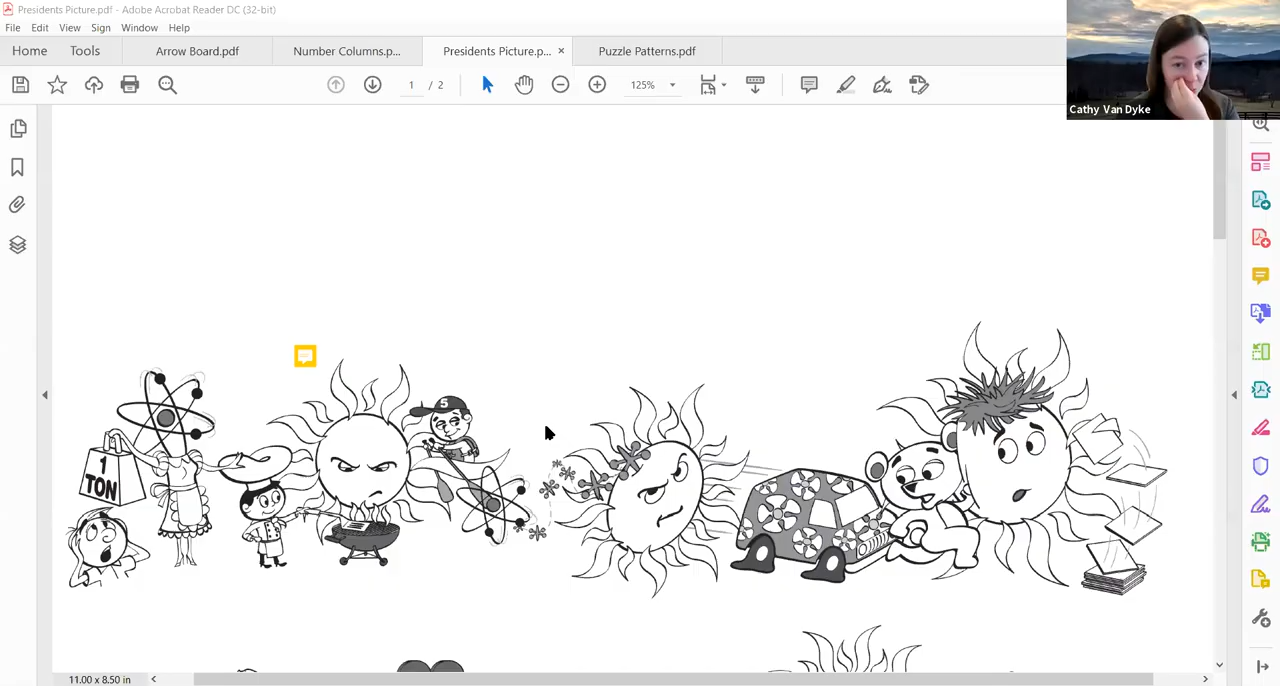 Presidents Picture.pdf - Adobe Acrobat Reader DC (32-bit)
File Edit View Sign Window Help
Home Tools Arrow Board.pdf Number Columns.p... Presidents Picture.p... × Puzzle Patterns.pdf
1 / 2 125%
Cathy Van Dyke
5
1
TON
11.00 x 8.50 in